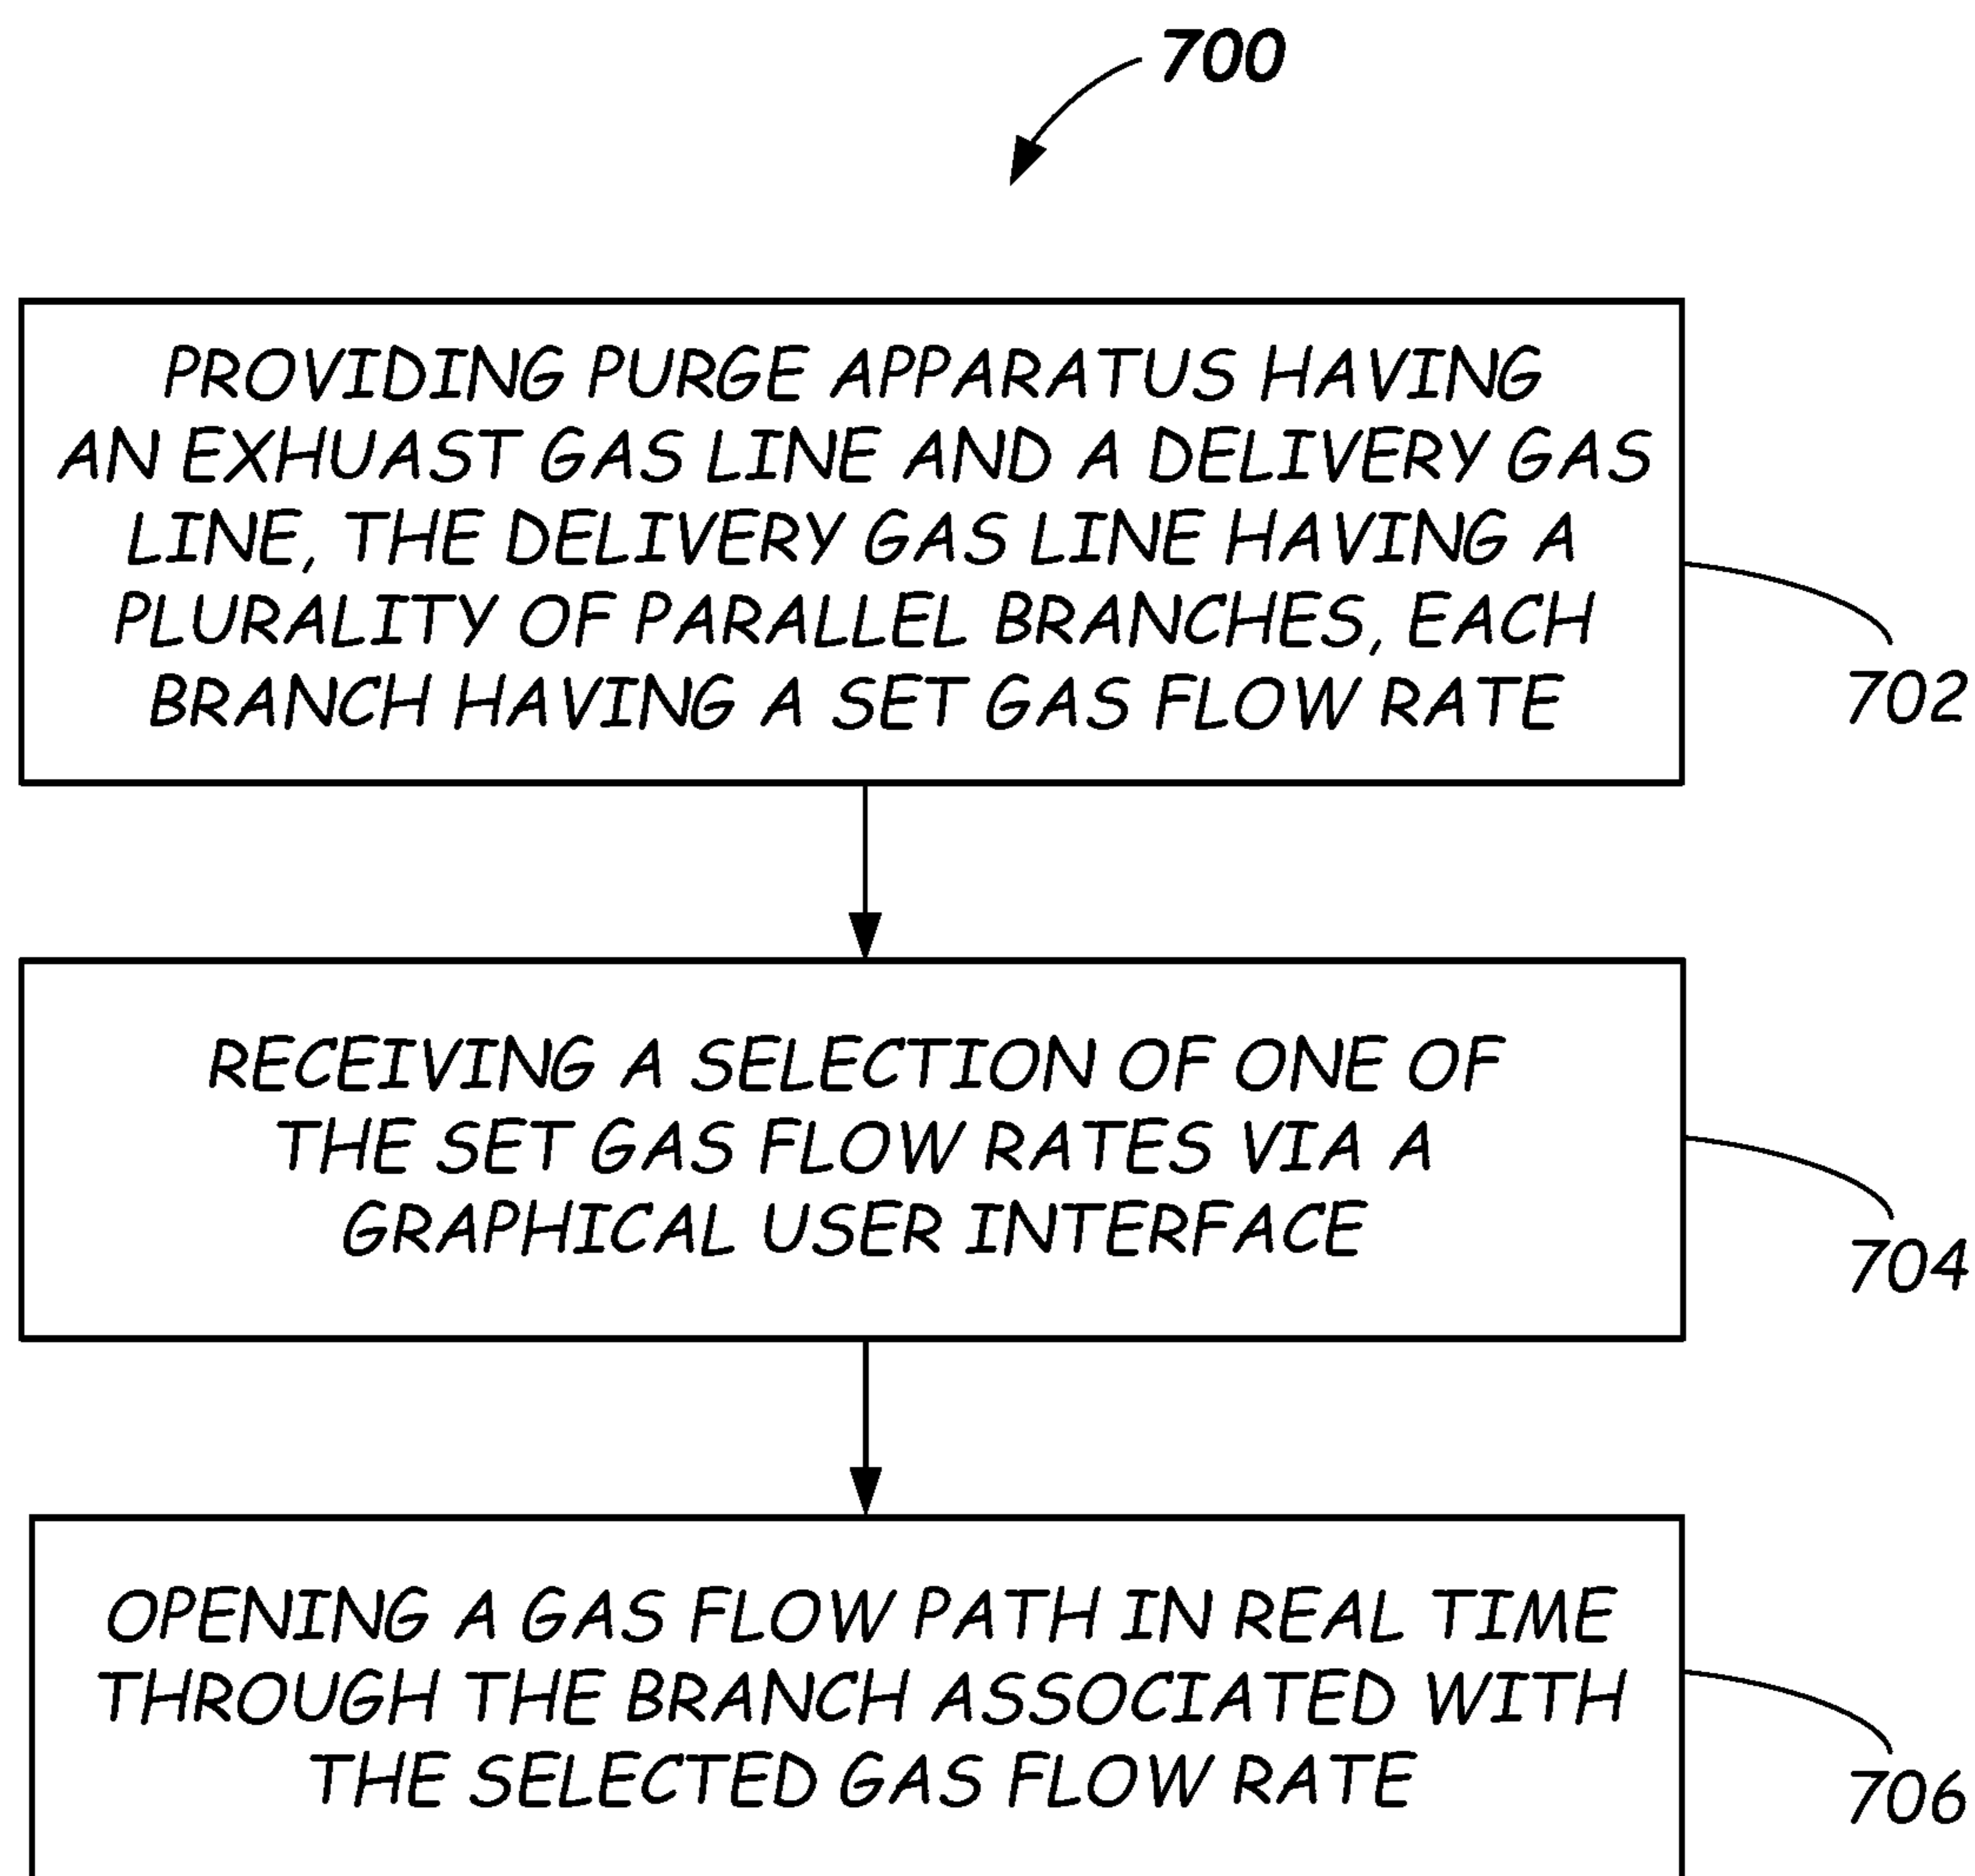 700
PROVIDING PURGE APPARATUS HAVING
AN EXHUAST GAS LINE AND A DELIVERY GAS
LINE, THE DELIVERY GAS LINE HAVING A
PLURALITY OF PARALLEL BRANCHES, EACH
BRANCH HAVING A SET GAS FLOW RATE
702
RECEIVING A SELECTION OF ONE OF
THE SET GAS FLOW RATES VIA A
GRAPHICAL USER INTERFACE
704
OPENING A GAS FLOW PATH IN REAL TIME
THROUGH THE BRANCH ASSOCIATED WITH
THE SELECTED GAS FLOW RATE
706